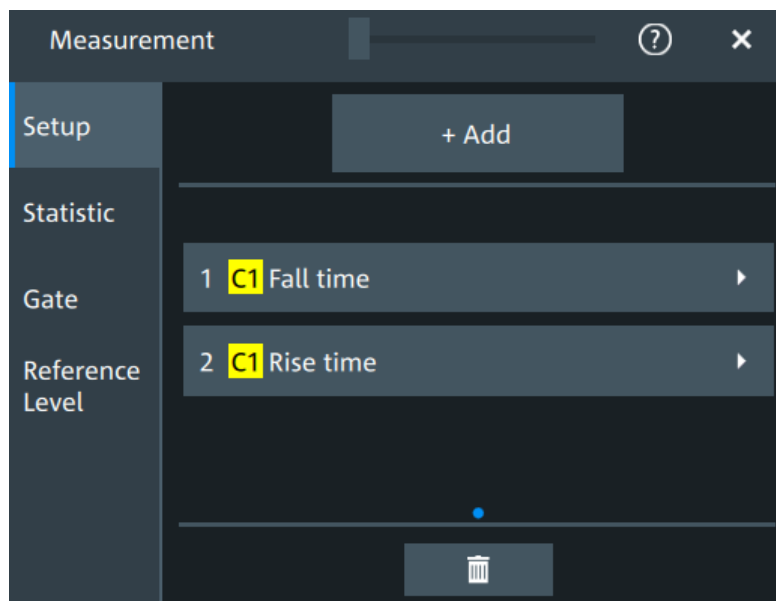 Measurement ?
Setup
+ Add
Statistic
1 C1 Fall time
Gate
2 C1 Rise time
Reference
Level